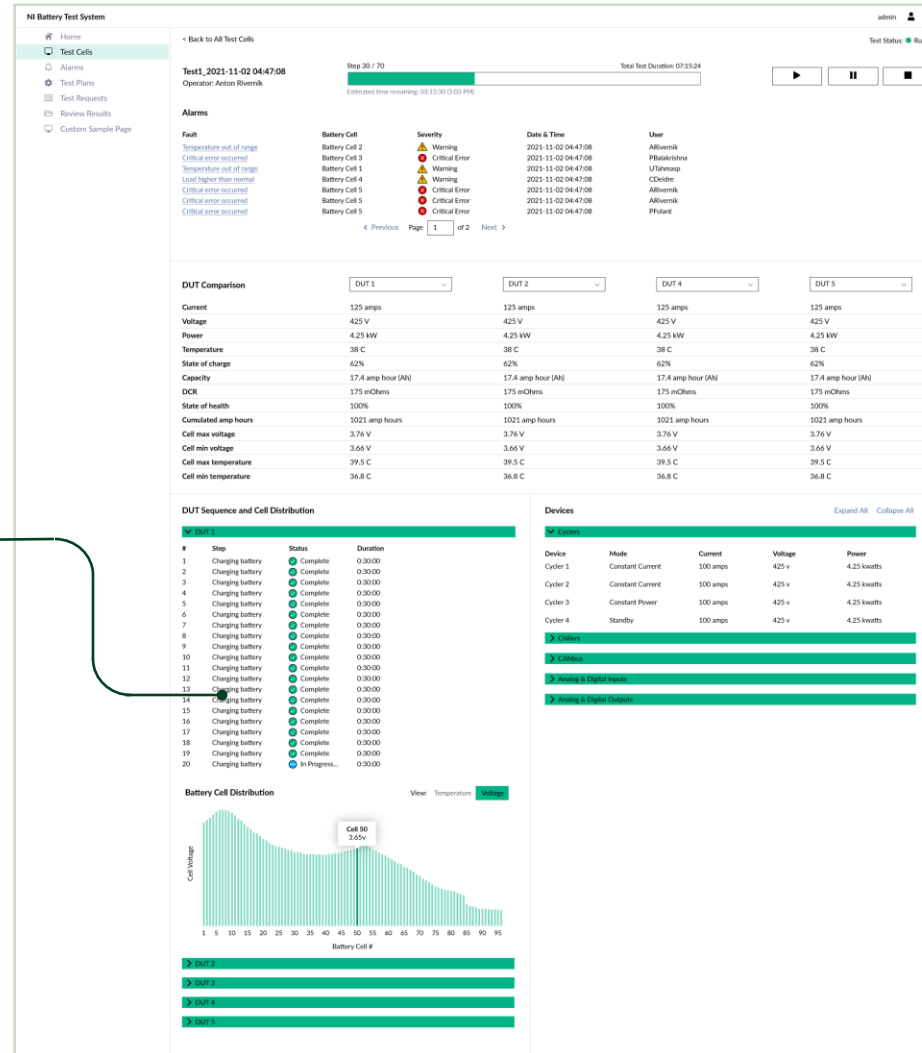 NI Battery Test System
admin
Home
Test Cells
Alarms
Test Plans
Test Requests
Review Results
Custom Sample Page
< Back to All Test Cells
Test Status: Ru
Test1_2021-11-02 04:47:08
Operator: Anton Rivernik
Step 30 / 70
Total Test Duration: 07:15:24
Estimated time remaining: 03:15:30 (5:03 PM)
Alarms
Fault Battery Cell Severity Date & Time User
Temperature out of range Battery Cell 2 Warning 2021-11-02 04:47:08 ARivernik
Critical error occurred Battery Cell 3 Critical Error 2021-11-02 04:47:08 PBalakrishna
Temperature out of range Battery Cell 1 Warning 2021-11-02 04:47:08 UTahmasp
Load higher than normal Battery Cell 4 Warning 2021-11-02 04:47:08 CDeidre
Critical error occurred Battery Cell 5 Critical Error 2021-11-02 04:47:08 ARivernik
Critical error occurred Battery Cell 5 Critical Error 2021-11-02 04:47:08 ARivernik
Critical error occurred Battery Cell 5 Critical Error 2021-11-02 04:47:08 PFolant
< Previous Page 1 of 2 Next >
DUT Comparison DUT 1 DUT 2 DUT 4 DUT 5
Current 125 amps 125 amps 125 amps 125 amps
Voltage 425 V 425 V 425 V 425 V
Power 4.25 kW 4.25 kW 4.25 kW 4.25 kW
Temperature 38 C 38 C 38 C 38 C
State of charge 62% 62% 62% 62%
Capacity 17.4 amp hour (Ah) 17.4 amp hour (Ah) 17.4 amp hour (Ah) 17.4 amp hour (Ah)
DCR 175 mOhms 175 mOhms 175 mOhms 175 mOhms
State of health 100% 100% 100% 100%
Cumulated amp hours 1021 amp hours 1021 amp hours 1021 amp hours 1021 amp hours
Cell max voltage 3.76 V 3.76 V 3.76 V 3.76 V
Cell min voltage 3.66 V 3.66 V 3.66 V 3.66 V
Cell max temperature 39.5 C 39.5 C 39.5 C 39.5 C
Cell min temperature 36.8 C 36.8 C 36.8 C 36.8 C
DUT Sequence and Cell Distribution
DUT 1
# Step Status Duration
1 Charging battery Complete 0:30:00
2 Charging battery Complete 0:30:00
3 Charging battery Complete 0:30:00
4 Charging battery Complete 0:30:00
5 Charging battery Complete 0:30:00
6 Charging battery Complete 0:30:00
7 Charging battery Complete 0:30:00
8 Charging battery Complete 0:30:00
9 Charging battery Complete 0:30:00
10 Charging battery Complete 0:30:00
11 Charging battery Complete 0:30:00
12 Charging battery Complete 0:30:00
13 Charging battery Complete 0:30:00
14 Charging battery Complete 0:30:00
15 Charging battery Complete 0:30:00
16 Charging battery Complete 0:30:00
17 Charging battery Complete 0:30:00
18 Charging battery Complete 0:30:00
19 Charging battery Complete 0:30:00
20 Charging battery In Progress... 0:30:00
Battery Cell Distribution
View: Temperature Voltage
Cell 50
3.65v
Cell Voltage
1 5 10 15 20 25 30 35 40 45 50 55 60 65 70 75 80 85 90 95
Battery Cell #
DUT 2
DUT 3
DUT 4
DUT 5
Devices Expand All Collapse All
Cyclers
Device Mode Current Voltage Power
Cycler 1 Constant Current 100 amps 425 v 4.25 kwatts
Cycler 2 Constant Current 100 amps 425 v 4.25 kwatts
Cycler 3 Constant Power 100 amps 425 v 4.25 kwatts
Cycler 4 Standby 100 amps 425 v 4.25 kwatts
Chillers
CANbus
Analog & Digital Inputs
Analog & Digital Outputs